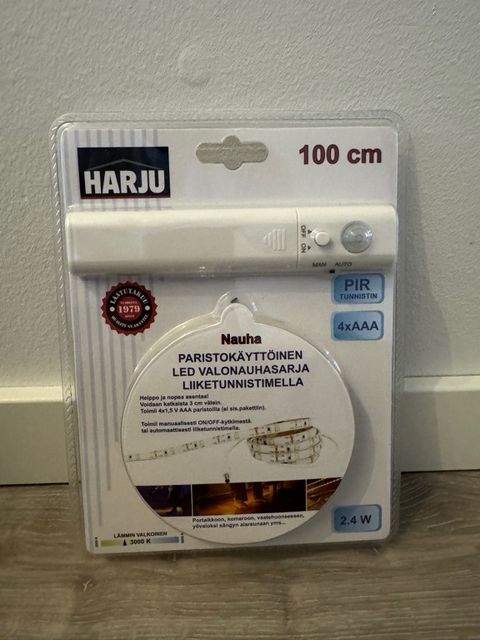 HARJU
100 cm
OFF
ON
MAN AUTO
PIR
TUNNISTIN
4xAAA
LAATUTAKUU
1979
Nauha
PARISTOKÄYTTÖINEN
LED VALONAUHASARJA
LIIKETUNNISTIMELLA
Helppo ja nopea asentaa!
Voidaan katkaista 3 cm välein.
Toimii 4x1,5 V AAA paristoilla (ei sis.pakettiin).
Toimii manuaalisesti ON/OFF-kytkimestä
tai automaattisesti liiketunnistimella.
Portaikkoon, komeroon, vaatehuoneeseen,
yövaloksi sängyn alareunaan yms...
LÄMMIN VALKOINEN
3000 K
2.4 W